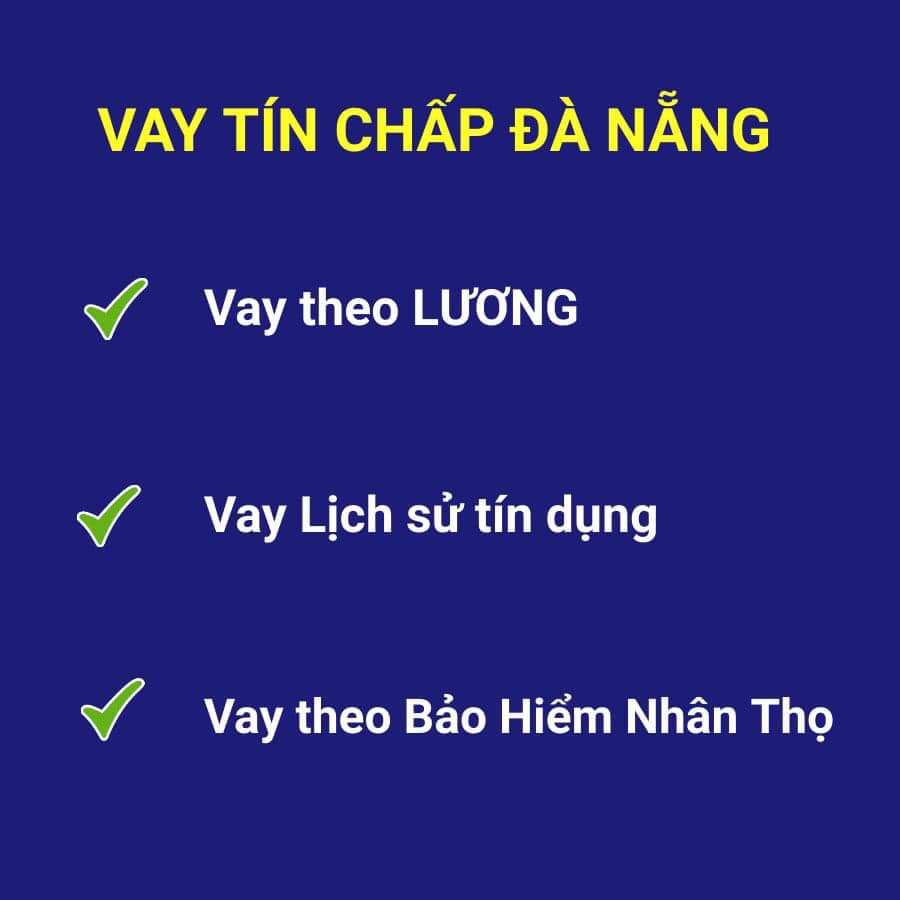 VAY TÍN CHẤP ĐÀ NẴNG
Vay theo LƯƠNG
Vay Lịch sử tín dụng
Vay theo Bảo Hiểm Nhân Thọ